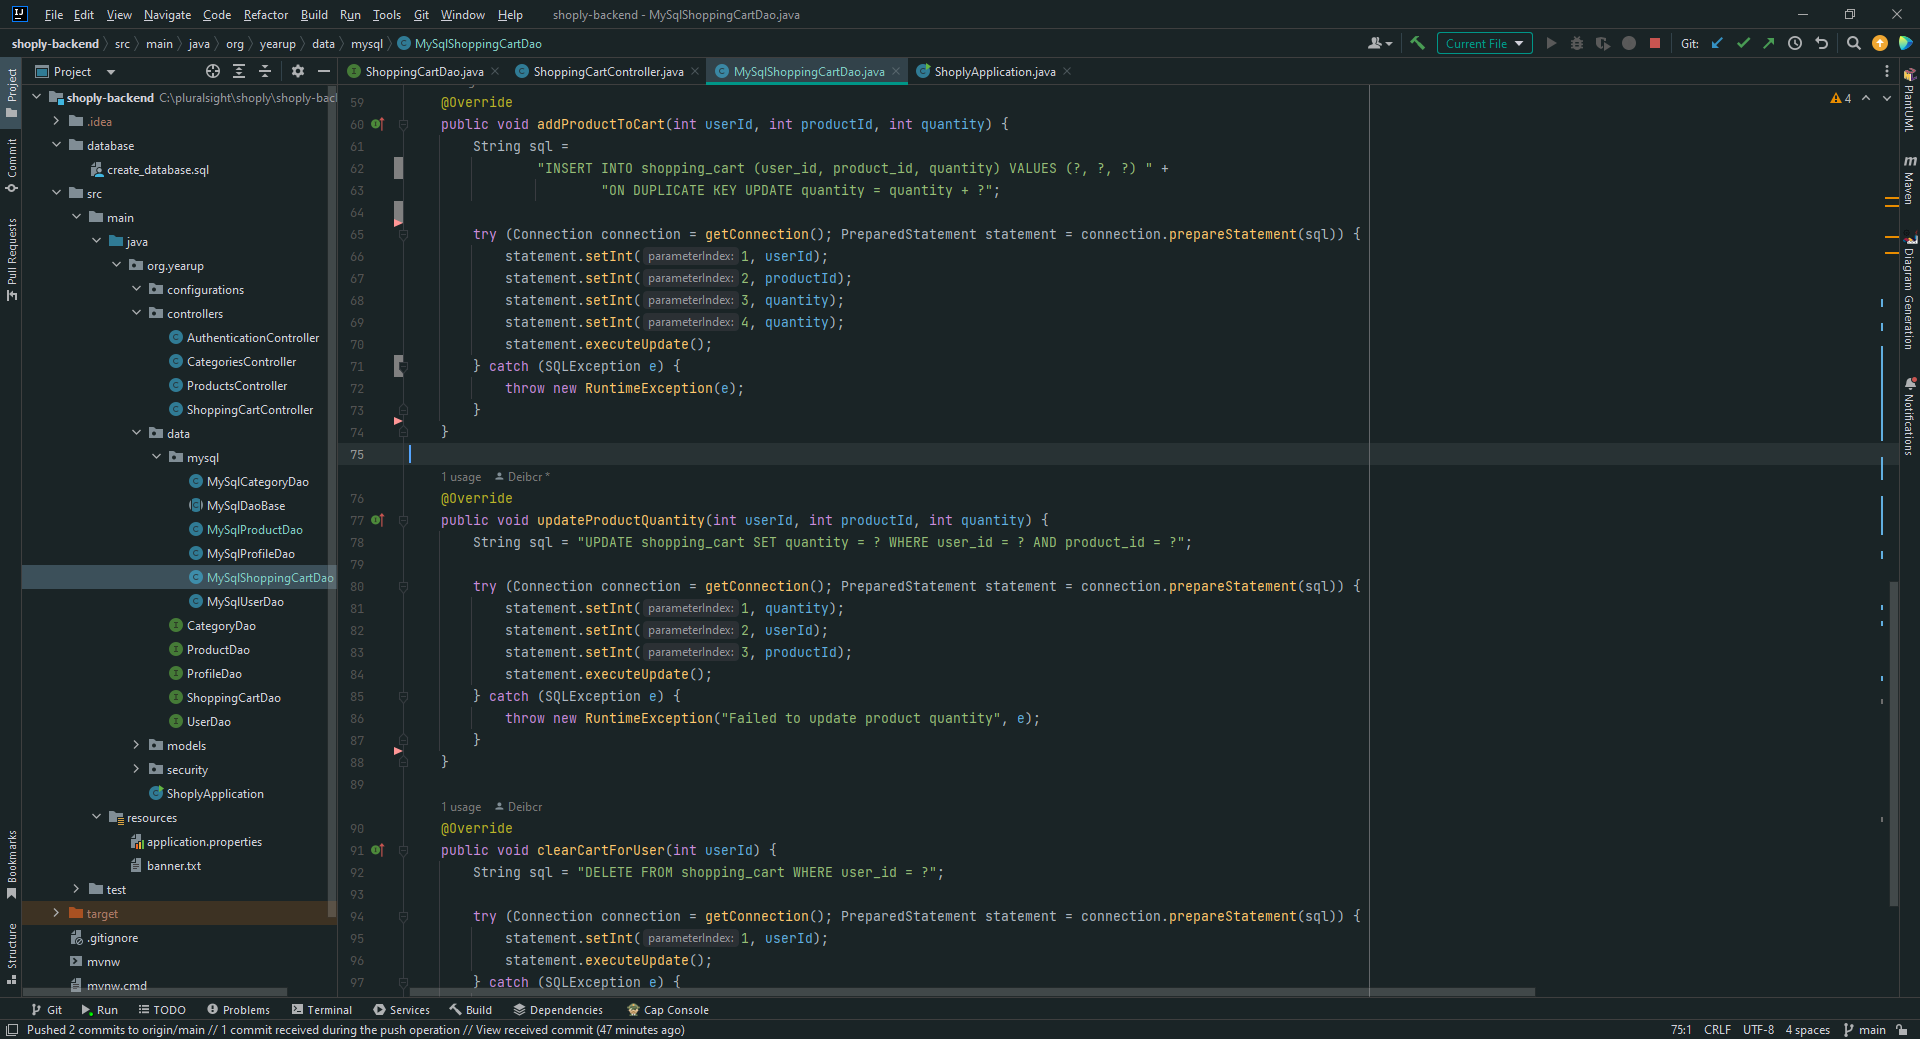 File Edit View Navigate Code Refactor Build Run Tools Git Window Help shoply-backend - MySqlShoppingCartDao.java
shoply-backend src main java org yearup data mysql MySqlShoppingCartDao Current File Git:
Project ShoppingCartDao.java ShoppingCartController.java MySqlShoppingCartDao.java ShoplyApplication.java
Project
Commit
Pull Requests
Bookmarks
Structure
shoply-backend C:\pluralsight\shoply\shoply-bac
.idea
database
create_database.sql
src
main
java
org.yearup
configurations
controllers
AuthenticationController
CategoriesController
ProductsController
ShoppingCartController
data
mysql
MySqlCategoryDao
MySqlDaoBase
MySqlProductDao
MySqlProfileDao
MySqlShoppingCartDao
MySqlUserDao
CategoryDao
ProductDao
ProfileDao
ShoppingCartDao
UserDao
models
security
ShoplyApplication
resources
application.properties
banner.txt
test
target
.gitignore
mvnw
mvnw.cmd
4
59 @Override
60 public void addProductToCart(int userId, int productId, int quantity) {
61 String sql =
62 "INSERT INTO shopping_cart (user_id, product_id, quantity) VALUES (?, ?, ?) " +
63 "ON DUPLICATE KEY UPDATE quantity = quantity + ?";
64
65 try (Connection connection = getConnection(); PreparedStatement statement = connection.prepareStatement(sql)) {
66 statement.setInt( parameterIndex: 1, userId);
67 statement.setInt( parameterIndex: 2, productId);
68 statement.setInt( parameterIndex: 3, quantity);
69 statement.setInt( parameterIndex: 4, quantity);
70 statement.executeUpdate();
71 } catch (SQLException e) {
72 throw new RuntimeException(e);
73 }
74 }
75
1 usage Deibcr *
76 @Override
77 public void updateProductQuantity(int userId, int productId, int quantity) {
78 String sql = "UPDATE shopping_cart SET quantity = ? WHERE user_id = ? AND product_id = ?";
79
80 try (Connection connection = getConnection(); PreparedStatement statement = connection.prepareStatement(sql)) {
81 statement.setInt( parameterIndex: 1, quantity);
82 statement.setInt( parameterIndex: 2, userId);
83 statement.setInt( parameterIndex: 3, productId);
84 statement.executeUpdate();
85 } catch (SQLException e) {
86 throw new RuntimeException("Failed to update product quantity", e);
87 }
88 }
89
1 usage Deibcr
90 @Override
91 public void clearCartForUser(int userId) {
92 String sql = "DELETE FROM shopping_cart WHERE user_id = ?";
93
94 try (Connection connection = getConnection(); PreparedStatement statement = connection.prepareStatement(sql)) {
95 statement.setInt( parameterIndex: 1, userId);
96 statement.executeUpdate();
97 } catch (SQLException e) {
PlantUML
Maven
Diagram Generation
Notifications
Git Run TODO Problems Terminal Services Build Dependencies Cap Console
Pushed 2 commits to origin/main // 1 commit received during the push operation // View received commit (47 minutes ago) 75:1 CRLF UTF-8 4 spaces main